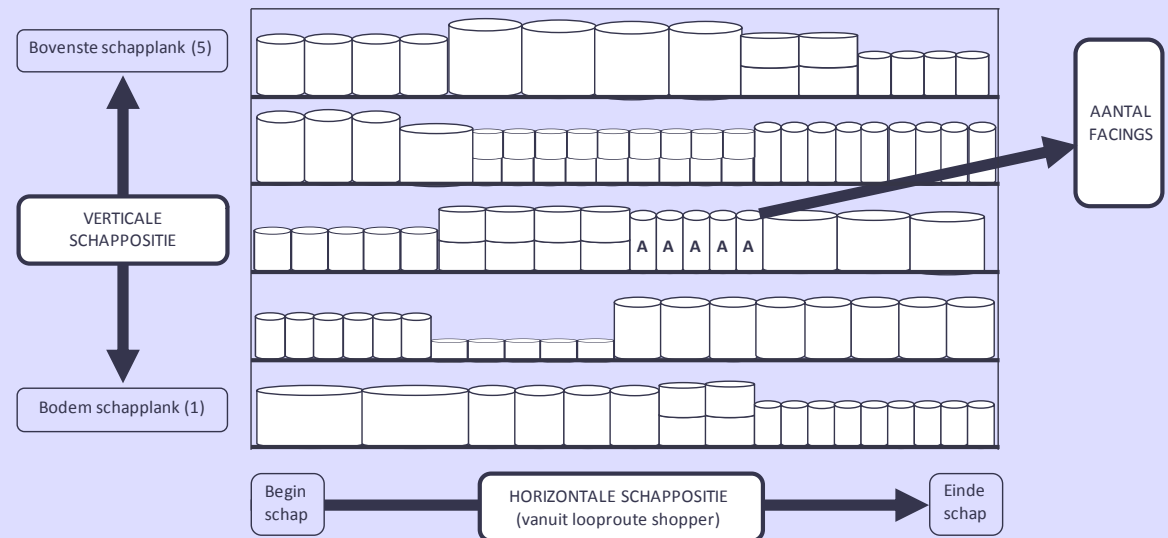 Bovenste schapplank (5)
AANTAL
FACINGS
VERTICALE
SCHAPPOSITIE
A A A A A
Bodem schapplank (1)
Begin
schap
HORIZONTALE SCHAPPOSITIE
(vanuit looproute shopper)
Einde
schap